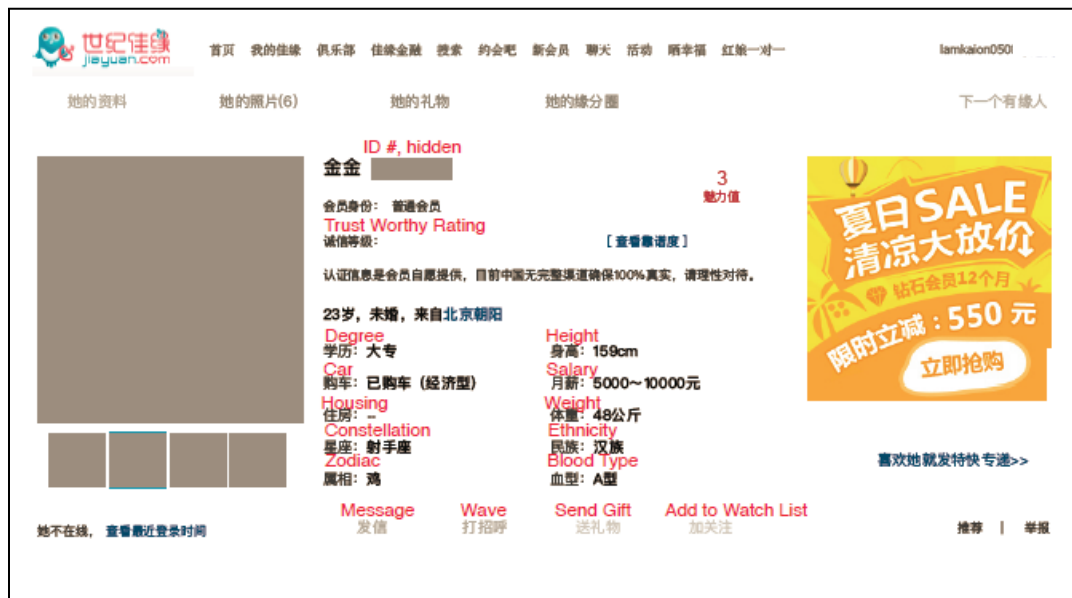 世纪佳缘
jiayuan.com
首页 我的佳缘 俱乐部 佳缘金融 搜索 约会吧 新会员 聊天 活动 晒幸福 红娘一对一
lamkaion050
她的资料 她的照片(6) 她的礼物 她的缘分圈 下一个有缘人
ID #, hidden
金金
3
魅力值
会员身份： 普通会员
Trust Worthy Rating
诚信等级： [ 查看靠谱度 ]
认证信息是会员自愿提供，目前中国无完整渠道确保100%真实，请理性对待。
23岁，未婚，来自北京朝阳
Degree Height
学历：大专 身高：159cm
Car Salary
购车：已购车（经济型） 月薪：5000～10000元
Housing Weight
住房：-- 体重：48公斤
Constellation Ethnicity
星座：射手座 民族：汉族
Zodiac Blood Type
属相：鸡 血型：A型
Message Wave Send Gift Add to Watch List
发信 打招呼 送礼物 加关注
夏日SALE
清凉大放价
钻石会员12个月
限时立减：550 元
立即抢购
喜欢她就发特快专递>>
她不在线， 查看最近登录时间
推荐 | 举报